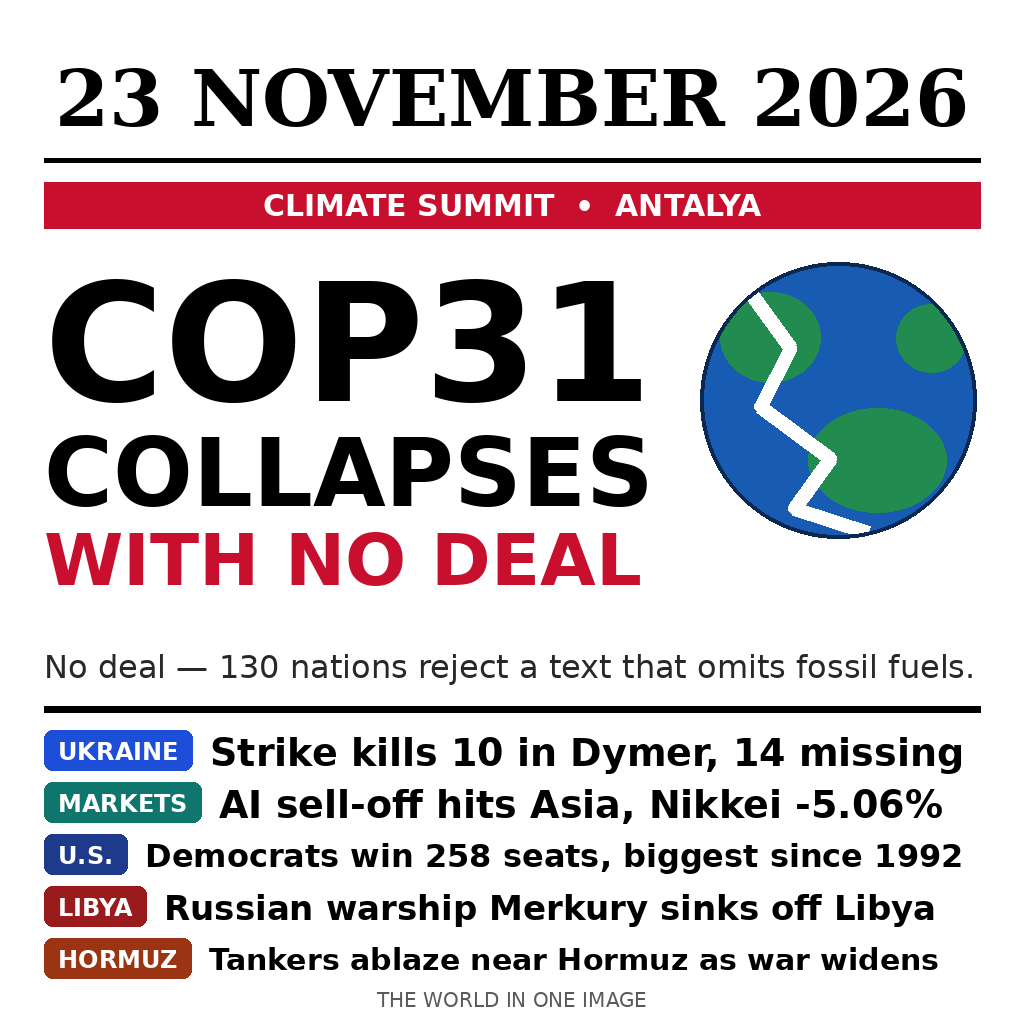 23 NOVEMBER 2026
CLIMATE SUMMIT • ANTALYA
COP31
COLLAPSES
WITH NO DEAL
No deal — 130 nations reject a text that omits fossil fuels.
UKRAINE Strike kills 10 in Dymer, 14 missing
MARKETS AI sell-off hits Asia, Nikkei -5.06%
U.S. Democrats win 258 seats, biggest since 1992
LIBYA Russian warship Merkury sinks off Libya
HORMUZ Tankers ablaze near Hormuz as war widens
THE WORLD IN ONE IMAGE